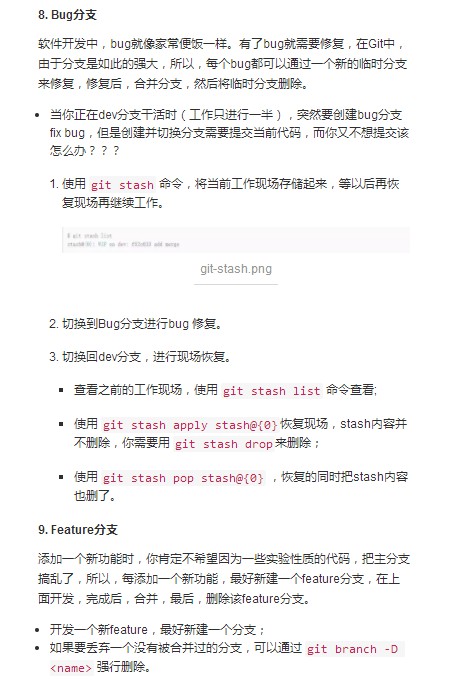 8. Bug分支
软件开发中，bug就像家常便饭一样。有了bug就需要修复，在Git中，
由于分支是如此的强大，所以，每个bug都可以通过一个新的临时分支
来修复，修复后，合并分支，然后将临时分支删除。
• 当你正在dev分支干活时（工作只进行一半），突然要创建bug分支
fix bug，但是创建并切换分支需要提交当前代码，而你又不想提交该
怎么办？？？
1. 使用 git stash 命令，将当前工作现场存储起来，等以后再恢
复现场再继续工作。
# git stash list
git-stash.png
2. 切换到Bug分支进行bug 修复。
3. 切换回dev分支，进行现场恢复。
▪ 查看之前的工作现场，使用 git stash list 命令查看;
▪ 使用 git stash apply stash@{0} 恢复现场，stash内容并
不删除，你需要用 git stash drop 来删除；
▪ 使用 git stash pop stash@{0} ，恢复的同时把stash内容
也删了。
9. Feature分支
添加一个新功能时，你肯定不希望因为一些实验性质的代码，把主分支
搞乱了，所以，每添加一个新功能，最好新建一个feature分支，在上
面开发，完成后，合并，最后，删除该feature分支。
• 开发一个新feature，最好新建一个分支；
• 如果要丢弃一个没有被合并过的分支，可以通过 git branch -D
<name> 强行删除。